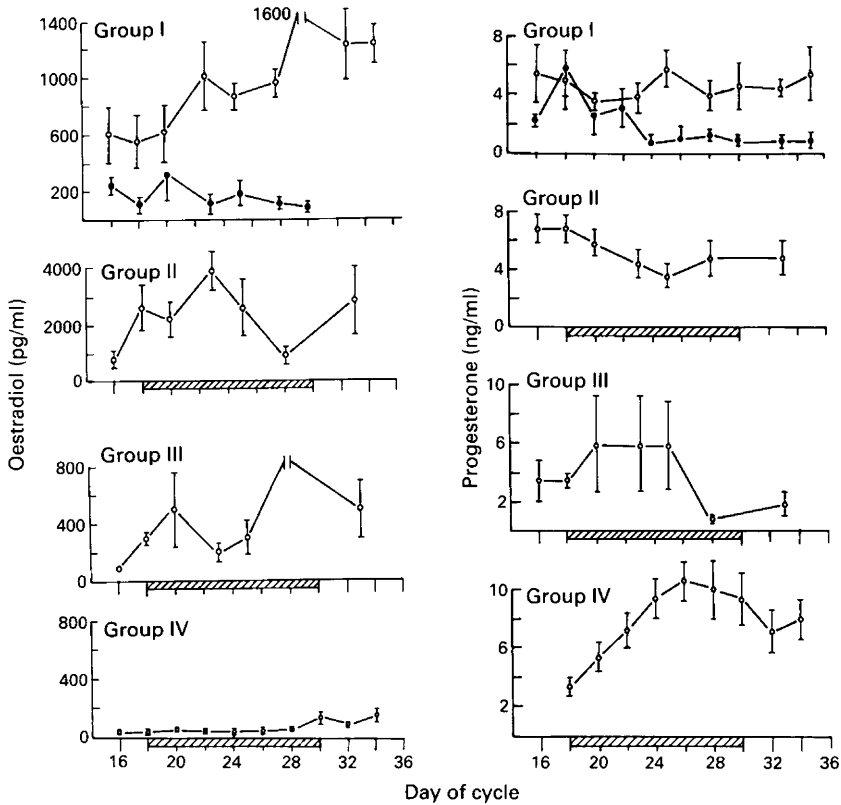 Oestradiol (pg/ml)
Group I
1600
1400
1000
600
200
Group II
4000
2000
0
Group III
800
400
0
Group IV
800
400
0
16 20 24 28 32 36
Progesterone (ng/ml)
Group I
8
4
0
Group II
8
4
0
Group III
10
6
2
Group IV
10
6
2
16 20 24 28 32 36
Day of cycle